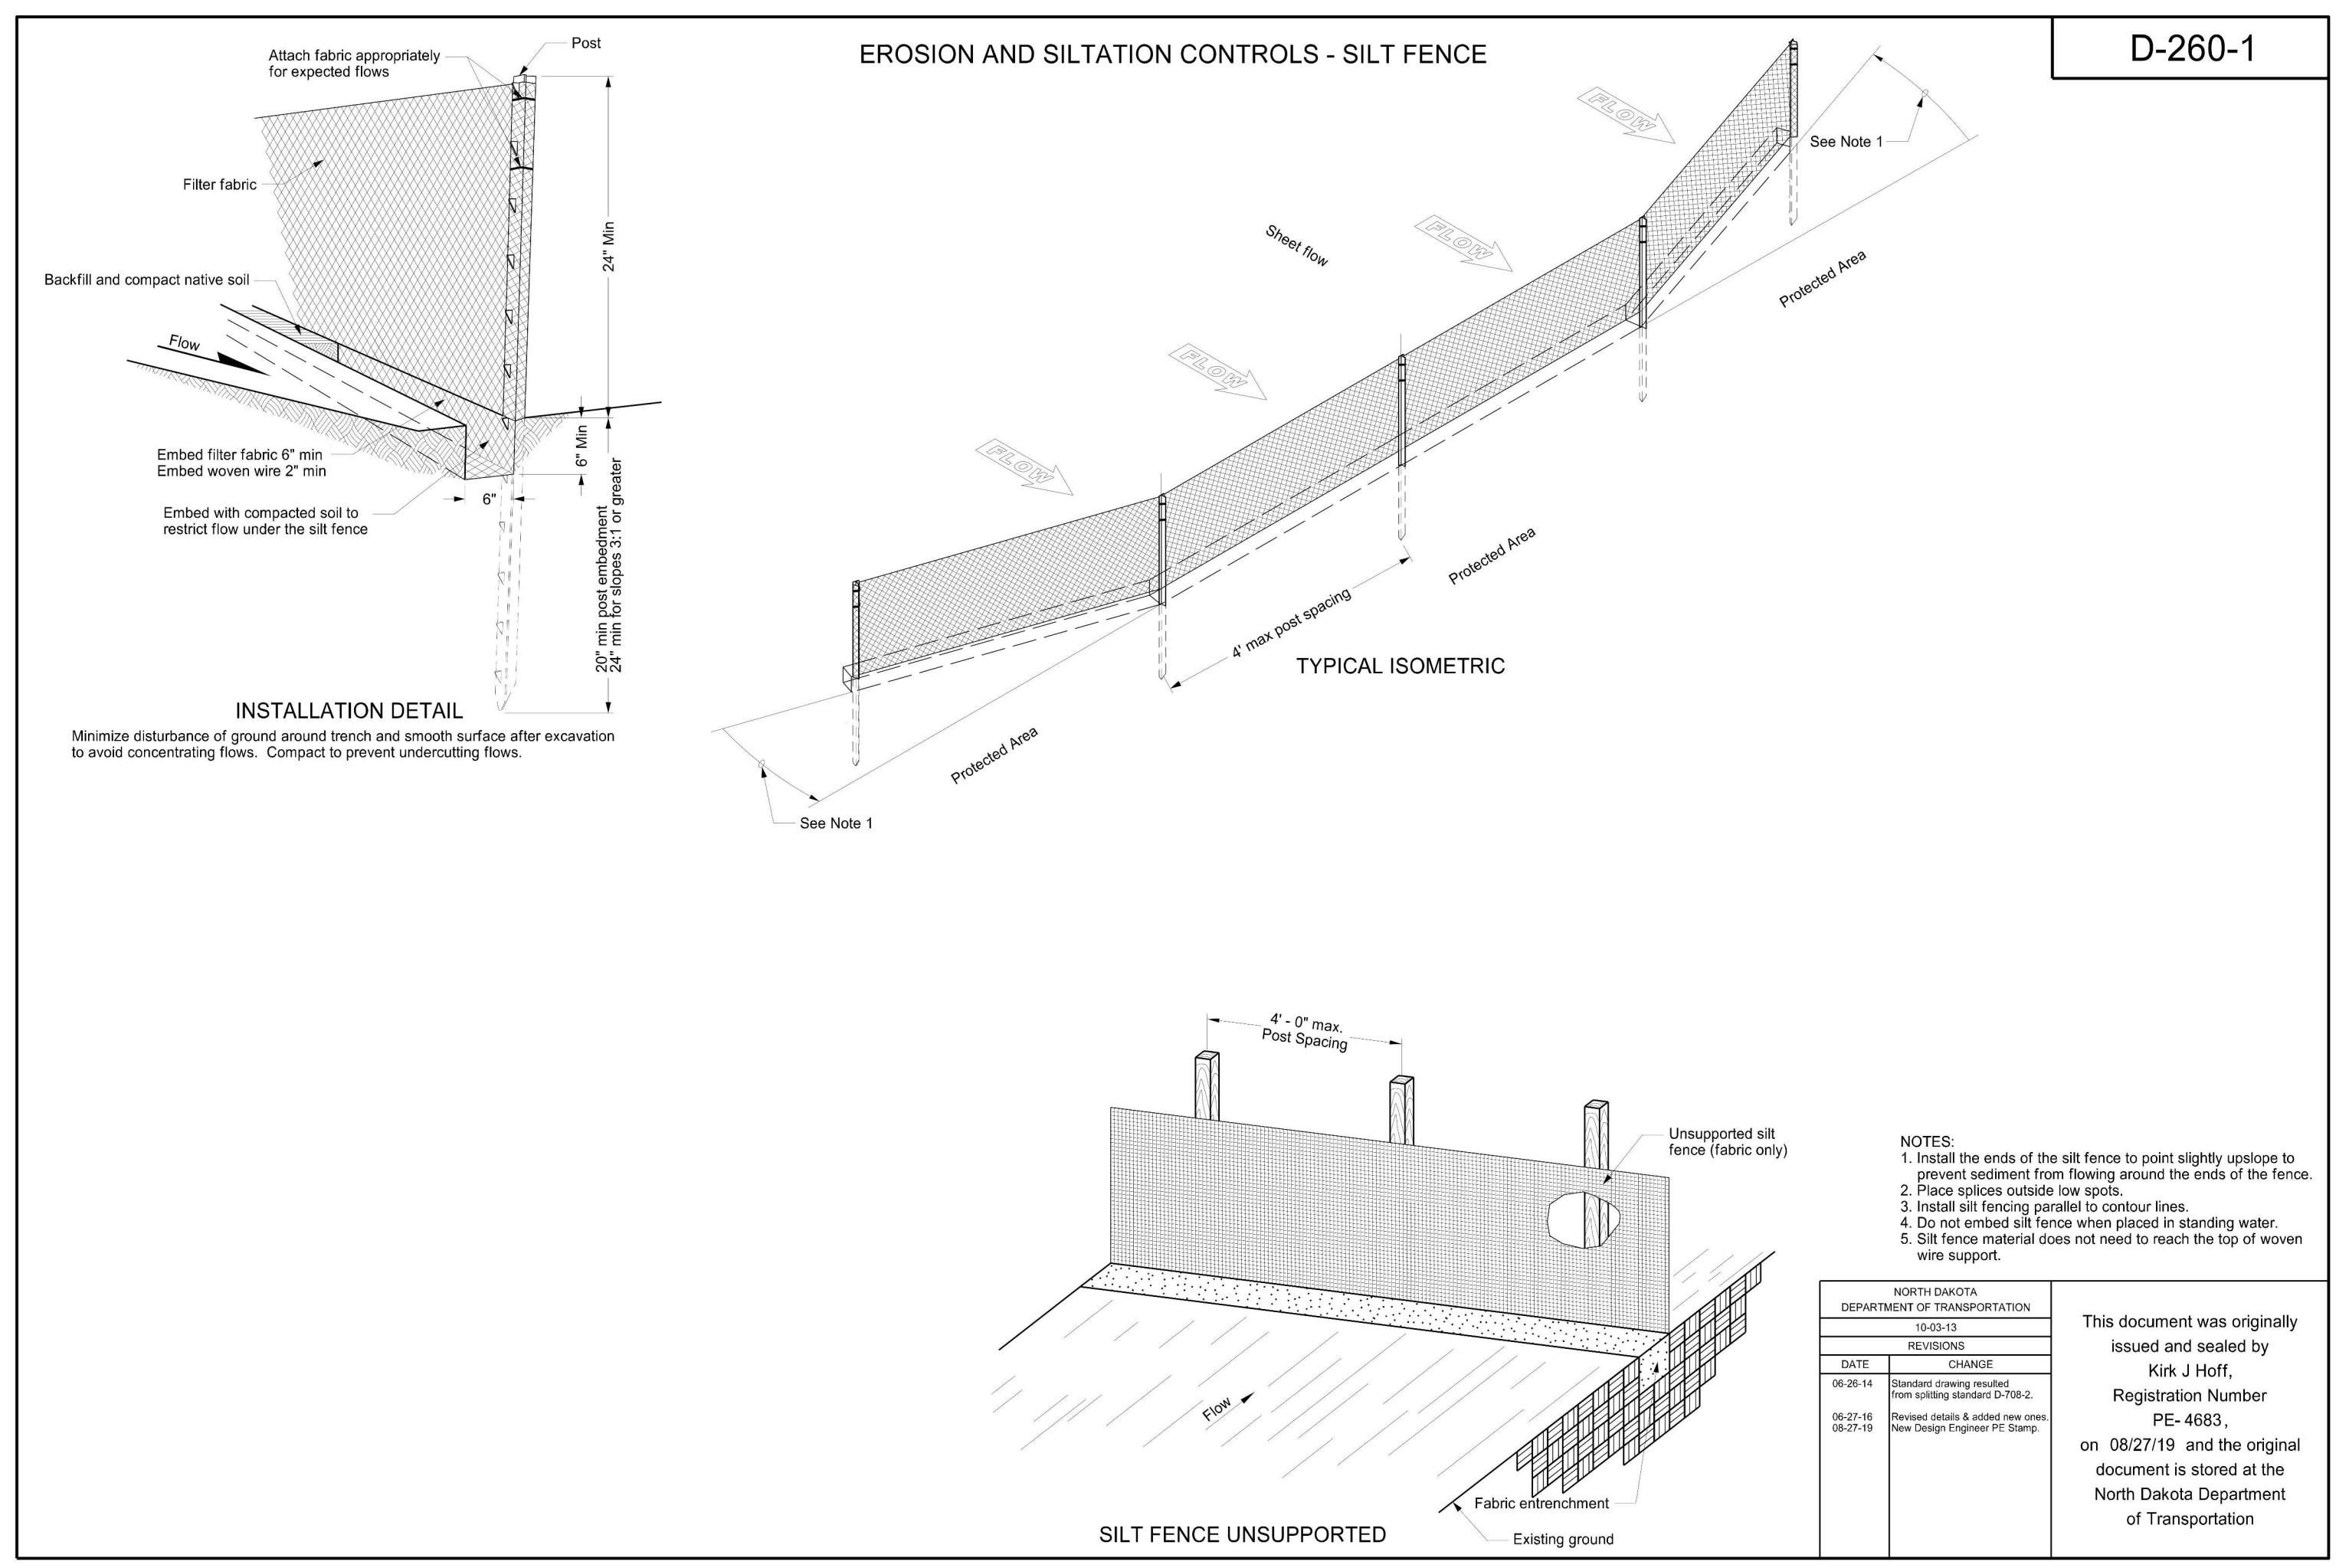 EROSION AND SILTATION CONTROLS - SILT FENCE
D-260-1
Post
Attach fabric appropriately
for expected flows
Filter fabric
24" Min
Backfill and compact native soil
Flow
6" Min
Embed filter fabric 6" min
Embed woven wire 2" min
6"
Embed with compacted soil to
restrict flow under the silt fence
20" min post embedment
24" min for slopes 3:1 or greater
INSTALLATION DETAIL
Minimize disturbance of ground around trench and smooth surface after excavation
to avoid concentrating flows. Compact to prevent undercutting flows.
FLOW
See Note 1
Sheet flow
FLOW
Protected Area
FLOW
FLOW
Protected Area
4' max post spacing
TYPICAL ISOMETRIC
Protected Area
See Note 1
4' - 0" max.
Post Spacing
Unsupported silt
fence (fabric only)
Flow
Fabric entrenchment
Existing ground
SILT FENCE UNSUPPORTED
NOTES:
1. Install the ends of the silt fence to point slightly upslope to
prevent sediment from flowing around the ends of the fence.
2. Place splices outside low spots.
3. Install silt fencing parallel to contour lines.
4. Do not embed silt fence when placed in standing water.
5. Silt fence material does not need to reach the top of woven
wire support.
NORTH DAKOTA
DEPARTMENT OF TRANSPORTATION
10-03-13
REVISIONS
DATE CHANGE
06-26-14 Standard drawing resulted
from splitting standard D-708-2.
06-27-16 Revised details & added new ones.
08-27-19 New Design Engineer PE Stamp.
This document was originally
issued and sealed by
Kirk J Hoff,
Registration Number
PE- 4683,
on 08/27/19 and the original
document is stored at the
North Dakota Department
of Transportation